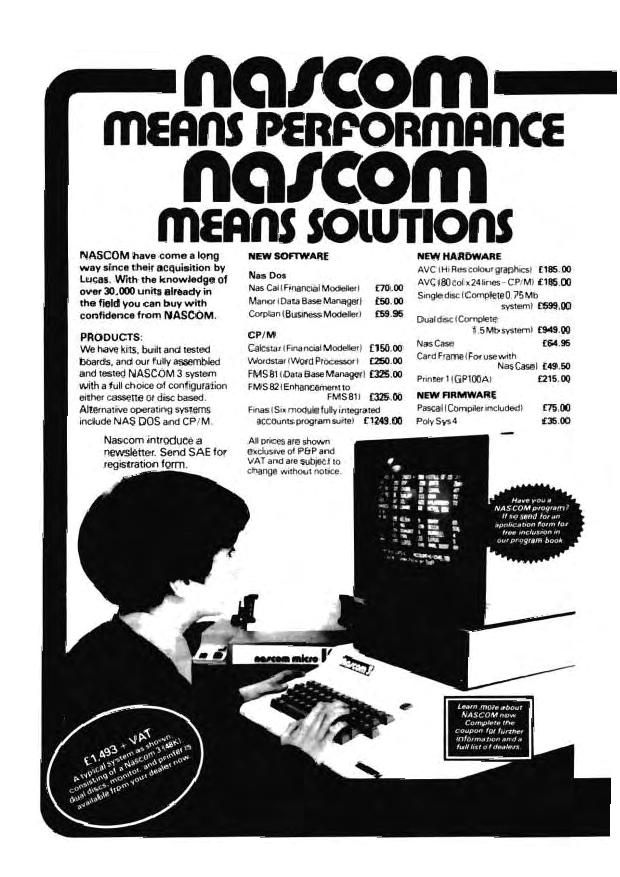 nascom
MEANS PERFORMANCE
nascom
MEANS SOLUTIONS
NASCOM have come a long
way since their acquisition by
Lucas. With the knowledge of
over 30,000 units already in
the field you can buy with
confidence from NASCOM.
PRODUCTS:
We have kits, built and tested
boards, and our fully assembled
and tested NASCOM 3 system
with a full choice of configuration
either cassette or disc based.
Alternative operating systems
include NAS DOS and CP/M.
Nascom introduce a
newsletter. Send SAE for
registration form.
NEW SOFTWARE
Nas Dos
Nas Cal (Financial Modeller) £70.00
Manor (Data Base Manager) £50.00
Corplan (Business Modeller) £59.95
CP/M
Calcstar (Financial Modeller) £150.00
Wordstar (Word Processor) £250.00
FMS 81 (Data Base Manager) £325.00
FMS 82 (Enhancement to
FMS 81) £325.00
Finas (Six module fully integrated
accounts program suite) £1249.00
All prices are shown
exclusive of P&P and
VAT and are subject to
change without notice.
NEW HARDWARE
AVC (Hi Res colour graphics) £185.00
AVC (80 col x 24 lines - CP/M) £185.00
Single disc (Complete 0.75 Mb
system) £599.00
Dual disc (Complete
1.5 Mb system) £949.00
Nas Case £64.95
Card Frame (For use with
Nas Case) £49.50
Printer 1 (GP100A) £215.00
NEW FIRMWARE
Pascal (Compiler included) £75.00
Poly Sys 4 £35.00
Have you a
NASCOM program?
If so send for an
application form for
free inclusion in
our program book
nascom micro
nascom 3
Learn more about
NASCOM now
Complete the
coupon for further
information and a
full list of dealers.
£1,493 + VAT
A typical system as shown
consisting of a Nascom 3 (48K)
dual discs, monitor, and printer is
available from your dealer now.